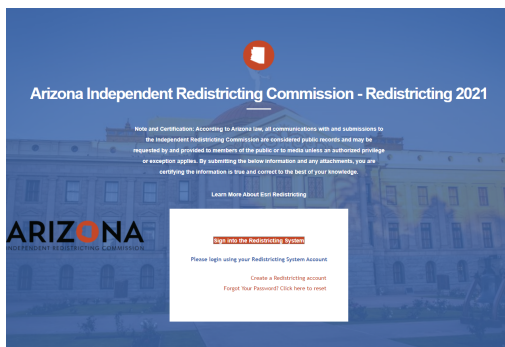 Arizona Independent Redistricting Commission - Redistricting 2021
Note and Certification: According to Arizona law, all communications with and submissions to
the Independent Redistricting Commission are considered public records and may be
requested by and provided to members of the public or to media unless an authorized privilege
or exception applies. By submitting the below information and any attachments, you are
certifying the information is true and correct to the best of your knowledge.
Learn More About Esri Redistricting
ARIZONA
INDEPENDENT REDISTRICTING COMMISSION
Sign into the Redistricting System
Please login using your Redistricting System Account
Create a Redistricting account
Forgot Your Password? Click here to reset